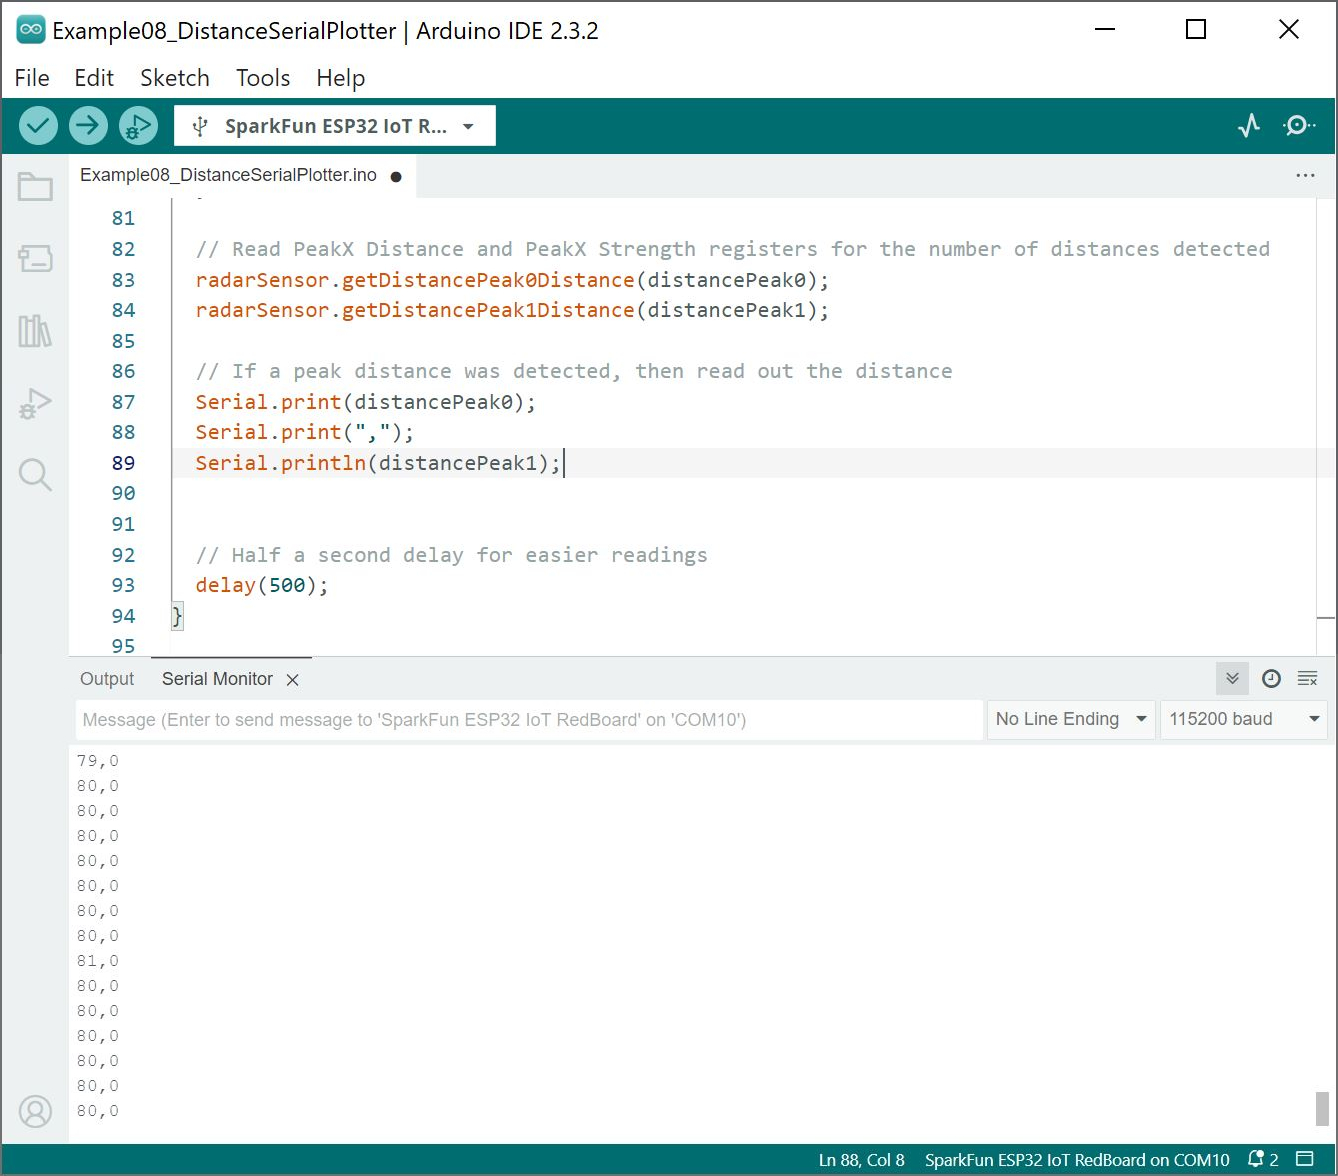 Example08_DistanceSerialPlotter | Arduino IDE 2.3.2
File Edit Sketch Tools Help
SparkFun ESP32 IoT R...
Example08_DistanceSerialPlotter.ino
81
82 // Read PeakX Distance and PeakX Strength registers for the number of distances detected
83 radarSensor.getDistancePeak0Distance(distancePeak0);
84 radarSensor.getDistancePeak1Distance(distancePeak1);
85
86 // If a peak distance was detected, then read out the distance
87 Serial.print(distancePeak0);
88 Serial.print(",");
89 Serial.println(distancePeak1);
90
91
92 // Half a second delay for easier readings
93 delay(500);
94 }
95
Output Serial Monitor
Message (Enter to send message to 'SparkFun ESP32 IoT RedBoard' on 'COM10') No Line Ending 115200 baud
79,0
80,0
80,0
80,0
80,0
80,0
80,0
80,0
81,0
80,0
80,0
80,0
80,0
80,0
80,0
Ln 88, Col 8 SparkFun ESP32 IoT RedBoard on COM10 2